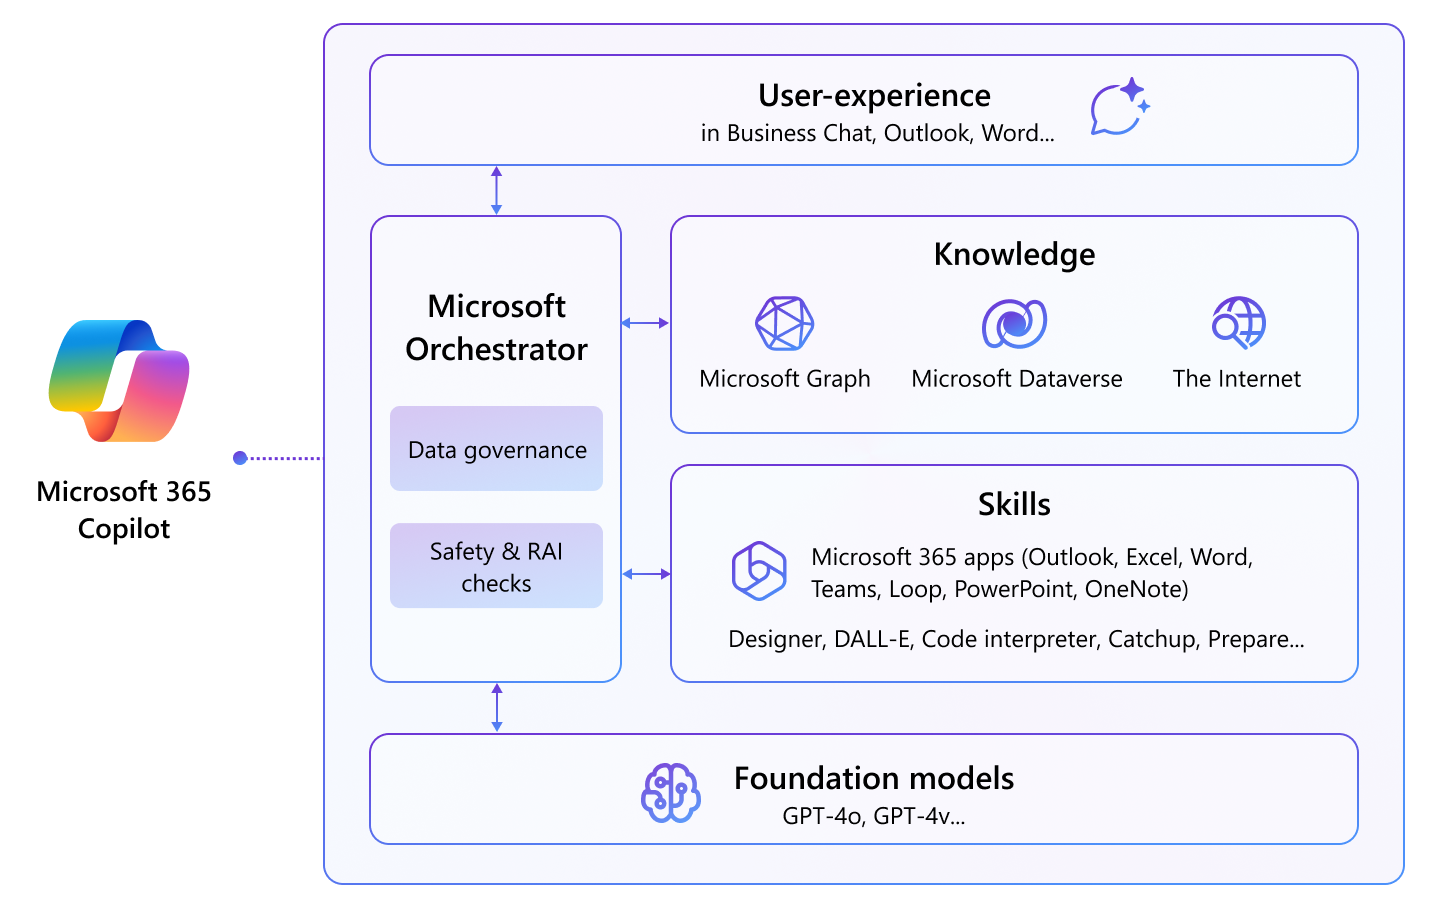 User-experience
in Business Chat, Outlook, Word...
Microsoft
Orchestrator
Data governance
Safety & RAI
checks
Knowledge
Microsoft Graph
Microsoft Dataverse
The Internet
Skills
Microsoft 365 apps (Outlook, Excel, Word,
Teams, Loop, PowerPoint, OneNote)
Designer, DALL-E, Code interpreter, Catchup, Prepare...
Foundation models
GPT-4o, GPT-4v...
Microsoft 365
Copilot